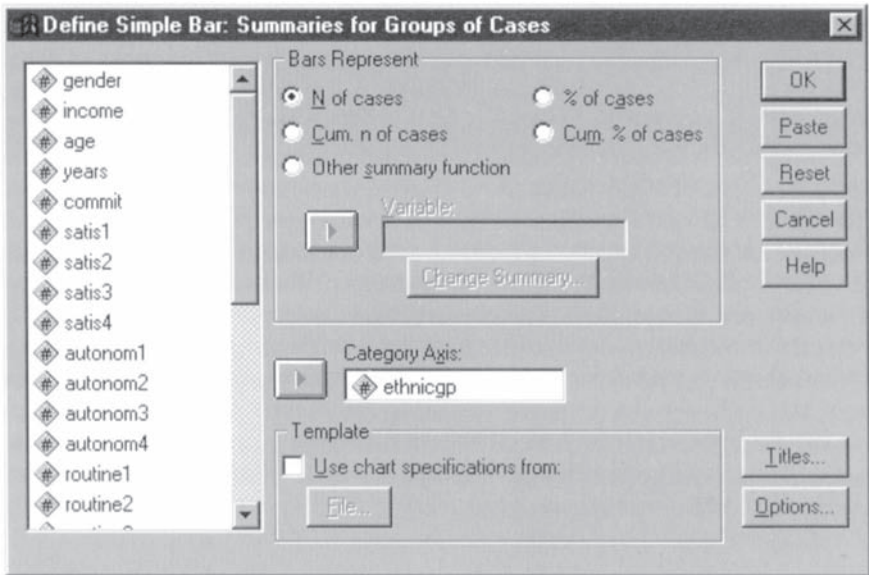 Define Simple Bar: Summaries for Groups of Cases
gender
income
age
years
commit
satis1
satis2
satis3
satis4
autonom1
autonom2
autonom3
autonom4
routine1
routine2
Bars Represent
N of cases
% of cases
Cum. n of cases
Cum. % of cases
Other summary function
Variable:
Change Summary...
Category Axis:
ethnicgp
Template
Use chart specifications from:
File...
OK
Paste
Reset
Cancel
Help
Titles...
Options...